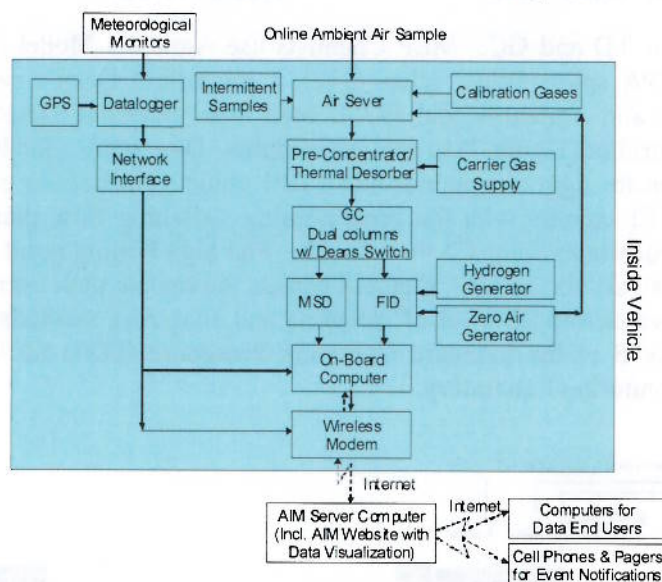 Meteorological
Monitors
Online Ambient Air Sample
GPS
Datalogger
Intermittent
Samples
Air Sever
Calibration Gases
Network
Interface
Pre-Concentrator/
Thermal Desorber
Carrier Gas
Supply
GC
Dual columns
w/ Deans Switch
Hydrogen
Generator
MSD
FID
Zero Air
Generator
Inside Vehicle
On-Board
Computer
Wireless
Modem
Internet
AIM Server Computer
(Incl. AIM Website with
Data Visualization)
Internet
Computers for
Data End Users
Cell Phones & Pagers
for Event Notifications